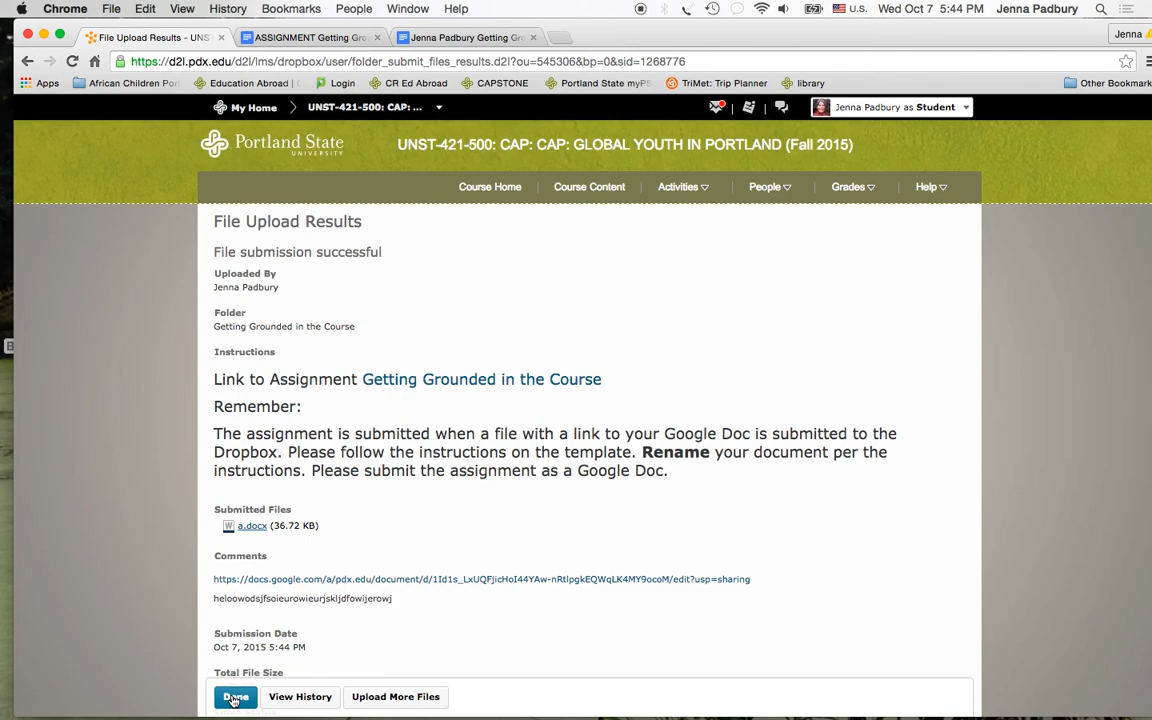 Chrome File Edit View History Bookmarks People Window Help U.S. Wed Oct 7 5:44 PM Jenna Padbury
File Upload Results - UNS ASSIGNMENT Getting Gro Jenna Padbury Getting Gr Jenna
https://d2l.pdx.edu/d2l/lms/dropbox/user/folder_submit_files_results.d2l?ou=545306&bp=0&sid=1268776
Apps African Children Por Education Abroad | Login CR Ed Abroad CAPSTONE Portland State myPS TriMet: Trip Planner library Other Bookmark
My Home UNST-421-500: CAP: ... Jenna Padbury as Student
Portland State
UNIVERSITY
UNST-421-500: CAP: CAP: GLOBAL YOUTH IN PORTLAND (Fall 2015)
Course Home Course Content Activities People Grades Help
File Upload Results
File submission successful
Uploaded By
Jenna Padbury
Folder
Getting Grounded in the Course
Instructions
Link to Assignment Getting Grounded in the Course
Remember:
The assignment is submitted when a file with a link to your Google Doc is submitted to the
Dropbox. Please follow the instructions on the template. Rename your document per the
instructions. Please submit the assignment as a Google Doc.
Submitted Files
W a.docx (36.72 KB)
Comments
https://docs.google.com/a/pdx.edu/document/d/1Id1s_LxUQFjicHoI44YAw-nRtlpgkEQWqLK4MY9ocoM/edit?usp=sharing
heloowodsjfsoieurowieurjskljdfowijerowj
Submission Date
Oct 7, 2015 5:44 PM
Total File Size
Done View History Upload More Files